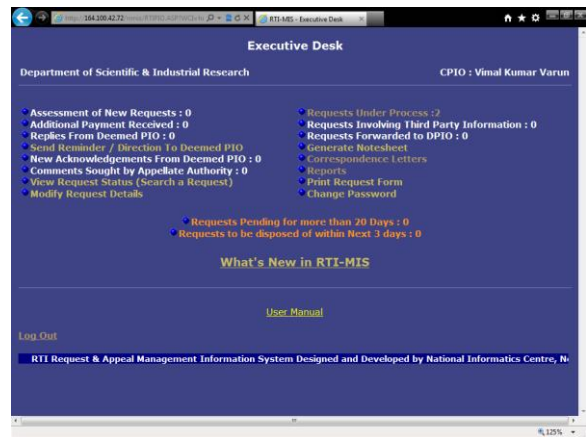 164.100.42.72
RTI-MIS - Executive Desk
Executive Desk
Department of Scientific & Industrial Research
CPIO : Vimal Kumar Varun
Assessment of New Requests : 0
Additional Payment Received : 0
Replies From Deemed PIO : 0
Send Reminder / Direction To Deemed PIO
New Acknowledgements From Deemed PIO : 0
Comments Sought by Appellate Authority : 0
View Request Status (Search a Request)
Modify Request Details
Requests Under Process :2
Requests Involving Third Party Information : 0
Requests Forwarded to DPIO : 0
Generate Notesheet
Correspondence Letters
Reports
Print Request Form
Change Password
Requests Pending for more than 20 Days : 0
Requests to be disposed of within Next 3 days : 0
What's New in RTI-MIS
User Manual
Log Out
RTI Request & Appeal Management Information System Designed and Developed by National Informatics Centre,
125%